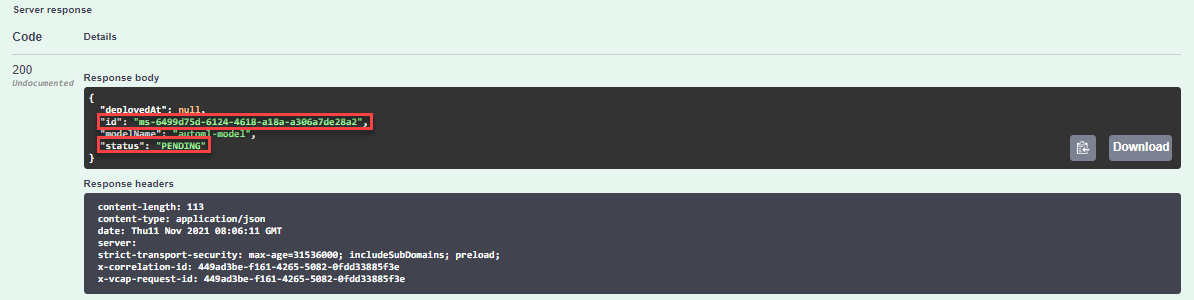 Server response
Code Details
200
Undocumented
Response body
{
"deployedAt": null,
"id": "ms-6499d75d-6124-4618-a18a-a306a7de28a2",
"modelName": "automl-model",
"status": "PENDING"
}
Download
Response headers
content-length: 113
content-type: application/json
date: Thu11 Nov 2021 08:06:11 GMT
server:
strict-transport-security: max-age=31536000; includeSubDomains; preload;
x-correlation-id: 449ad3be-f161-4265-5082-0fdd33885f3e
x-vcap-request-id: 449ad3be-f161-4265-5082-0fdd33885f3e